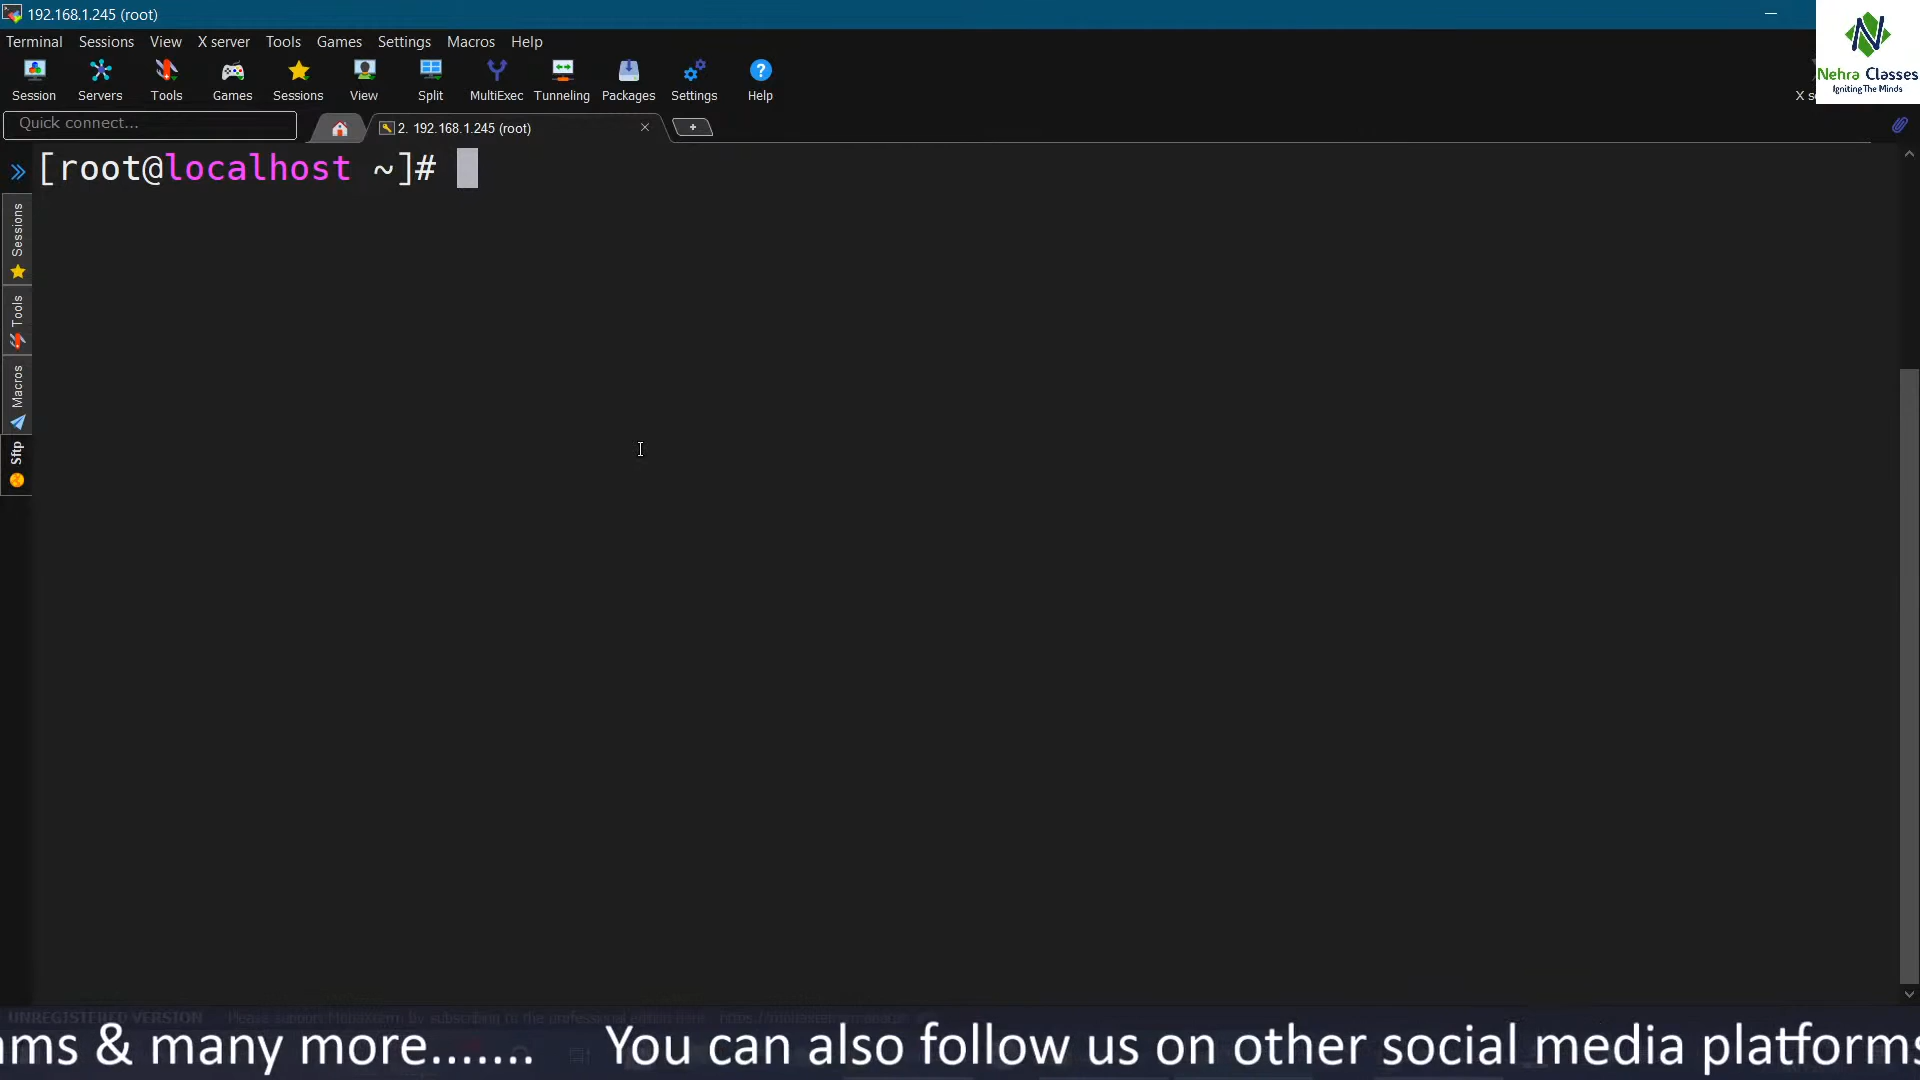 192.168.1.245 (root)
Terminal Sessions View X server Tools Games Settings Macros Help
Session Servers Tools Games Sessions View Split MultiExec Tunneling Packages Settings Help
X
Nehra Classes
Igniting The Minds
Quick connect...
2. 192.168.1.245 (root)
[root@localhost ~]#
Sessions
Tools
Macros
Sftp
UNREGISTERED VERSION
& many more....... You can also follow us on other social media platforms